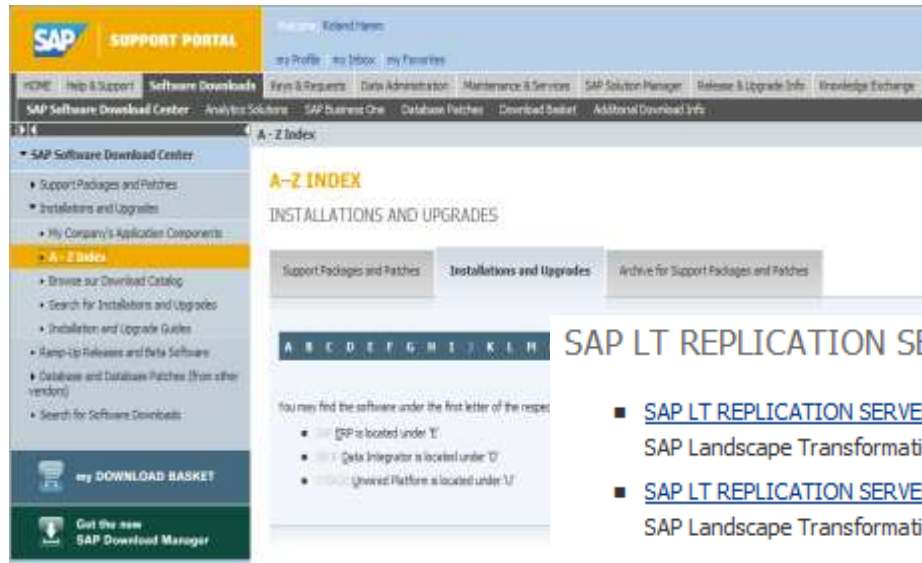 SAP SUPPORT PORTAL
Roland Hamm
my Profile my Inbox my Favorites
HOME Help & Support Software Downloads Keys & Requests Data Administration Maintenance & Services SAP Solution Manager Release & Upgrade Info Knowledge Exchange
SAP Software Download Center Analytics Solutions SAP Business One Database Patches Download Basket Additional Download Info
A - Z Index
SAP Software Download Center
Support Packages and Patches
Installations and Upgrades
My Company's Application Components
A - Z Index
Browse our Download Catalog
Search for Installations and Upgrades
Installation and Upgrade Guides
Ramp-Up Releases and Beta Software
Database and Database Patches (from other vendors)
Search for Software Downloads
my DOWNLOAD BASKET
Get the new
SAP Download Manager
A–Z INDEX
INSTALLATIONS AND UPGRADES
Support Packages and Patches Installations and Upgrades Archive for Support Packages and Patches
A B C D E F G H I J K L M
You may find the software under the first letter of the respec
ERP is located under 'E'
Data Integrator is located under 'D'
Unwired Platform is located under 'U'
SAP LT REPLICATION SE
SAP LT REPLICATION SERVE
SAP Landscape Transformati
SAP LT REPLICATION SERVE
SAP Landscape Transformati